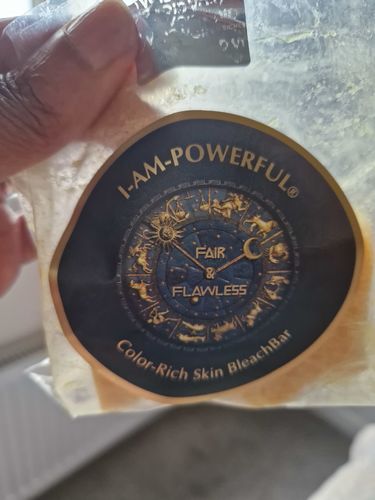 I-AM-POWERFUL®
FAIR
&
FLAWLESS
Color-Rich Skin BleachBar